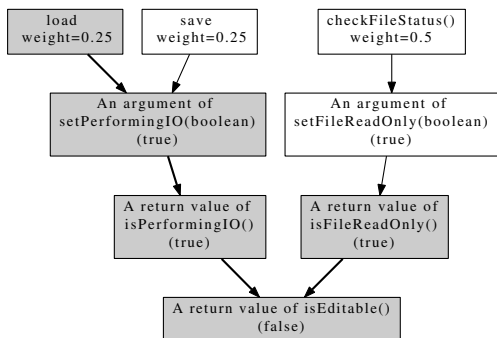 load
weight=0.25
save
weight=0.25
checkFileStatus()
weight=0.5
An argument of
setPerformingIO(boolean)
(true)
An argument of
setFileReadOnly(boolean)
(true)
A return value of
isPerformingIO()
(true)
A return value of
isFileReadOnly()
(true)
A return value of isEditable()
(false)